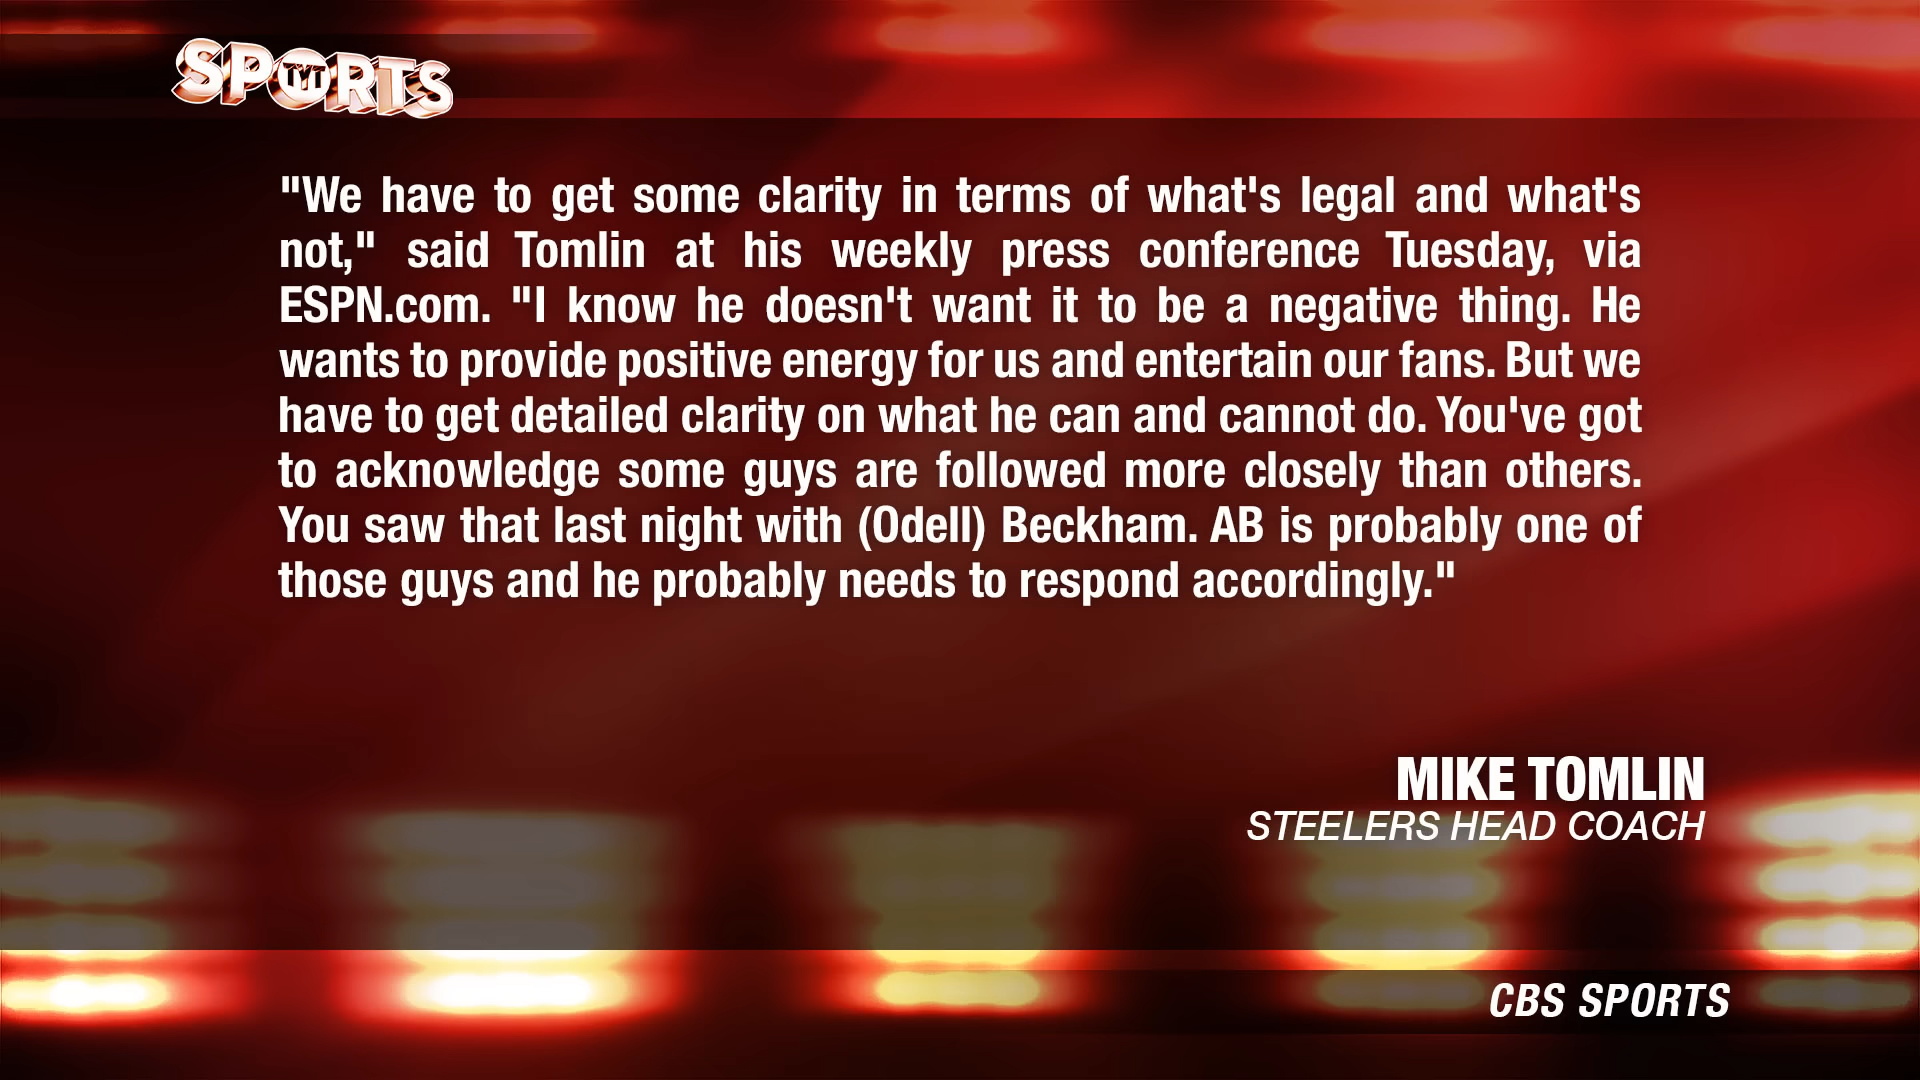 SPORTS
TYT
"We have to get some clarity in terms of what's legal and what's
not," said Tomlin at his weekly press conference Tuesday, via
ESPN.com. "I know he doesn't want it to be a negative thing. He
wants to provide positive energy for us and entertain our fans. But we
have to get detailed clarity on what he can and cannot do. You've got
to acknowledge some guys are followed more closely than others.
You saw that last night with (Odell) Beckham. AB is probably one of
those guys and he probably needs to respond accordingly."
MIKE TOMLIN
STEELERS HEAD COACH
CBS SPORTS